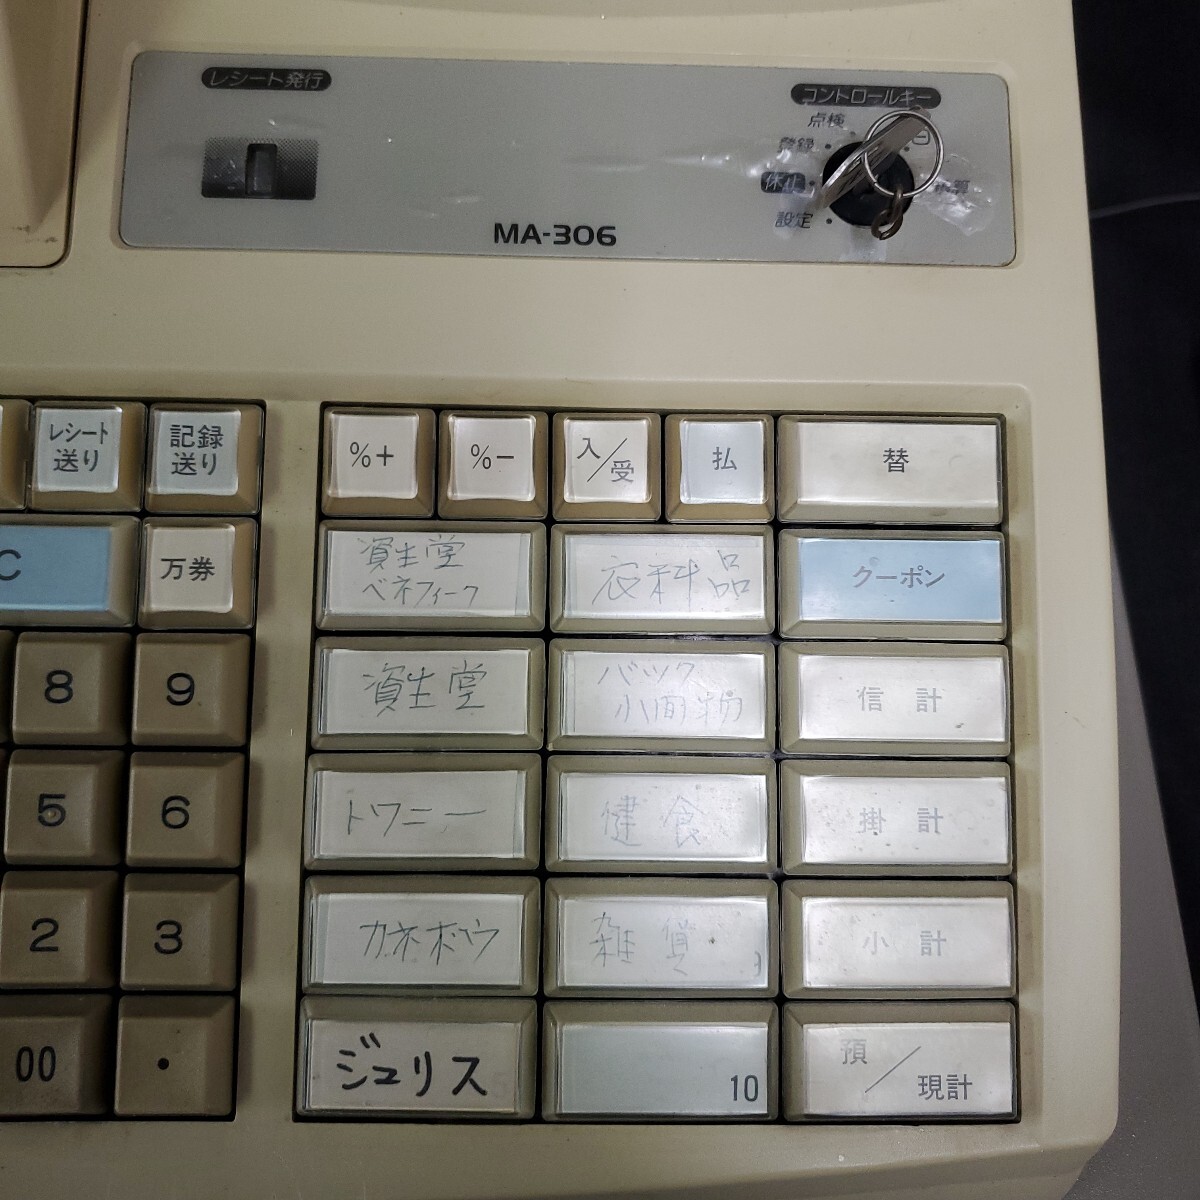 レシート発行
コントロールキー
点検
登録
休止
設定
MA-306
レシート
送り
記録
送り
%+
%-
入/受
払
替
C
万券
資生堂
ベネフィーク
衣料品
クーポン
8
9
資生堂
バック
小間物
信 計
5
6
トワニー
健食
掛 計
2
3
カネボウ
雑貨
9
小 計
00
.
ジュリス
5
10
預/現計